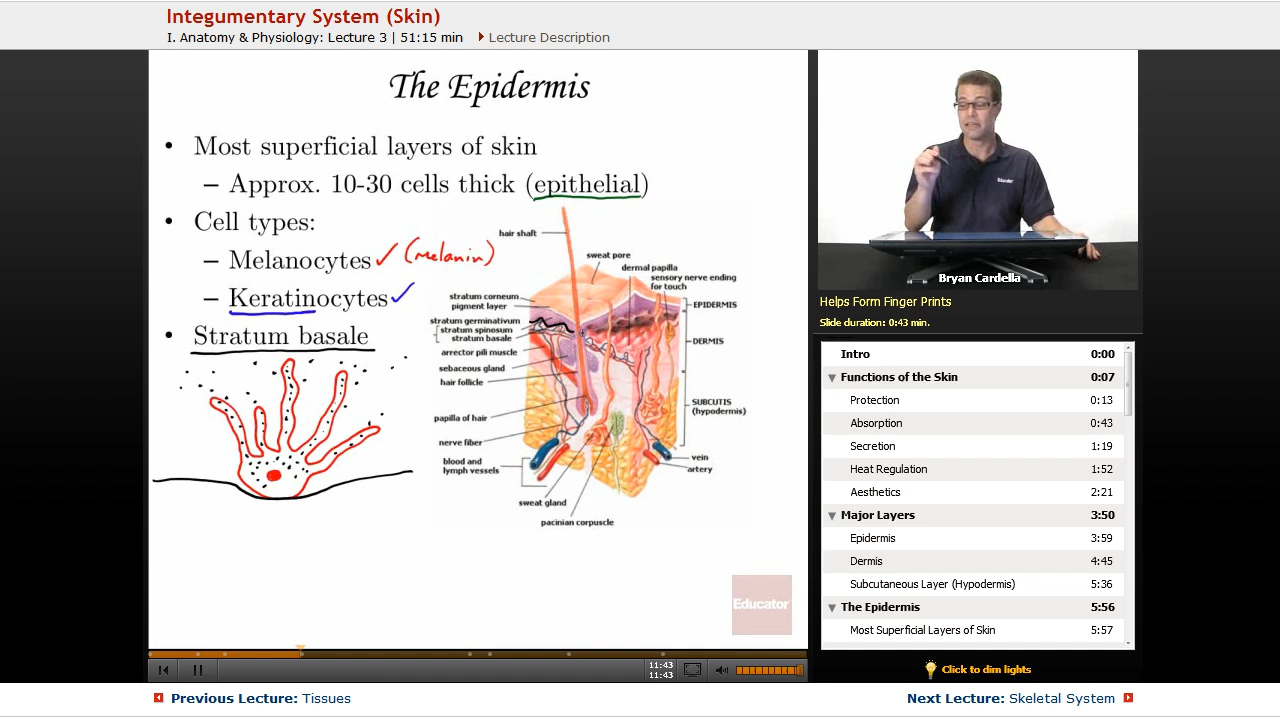 Integumentary System (Skin)
I. Anatomy & Physiology: Lecture 3 | 51:15 min Lecture Description
The Epidermis
• Most superficial layers of skin
– Approx. 10-30 cells thick (epithelial)
• Cell types:
– Melanocytes ✓ (melanin)
– Keratinocytes ✓
• Stratum basale
hair shaft
sweat pore
dermal papilla
sensory nerve ending
for touch
stratum corneum
pigment layer
stratum germinativum
stratum spinosum
stratum basale
arrector pili muscle
sebaceous gland
hair follicle
papilla of hair
nerve fiber
blood and
lymph vessels
sweat gland
pacinian corpuscle
EPIDERMIS
DERMIS
SUBCUTIS
(hypodermis)
vein
artery
Educator
11:43
11:43
Bryan Cardella
Helps Form Finger Prints
Slide duration: 0:43 min.
Intro 0:00
Functions of the Skin 0:07
Protection 0:13
Absorption 0:43
Secretion 1:19
Heat Regulation 1:52
Aesthetics 2:21
Major Layers 3:50
Epidermis 3:59
Dermis 4:45
Subcutaneous Layer (Hypodermis) 5:36
The Epidermis 5:56
Most Superficial Layers of Skin 5:57
Click to dim lights
Previous Lecture: Tissues
Next Lecture: Skeletal System